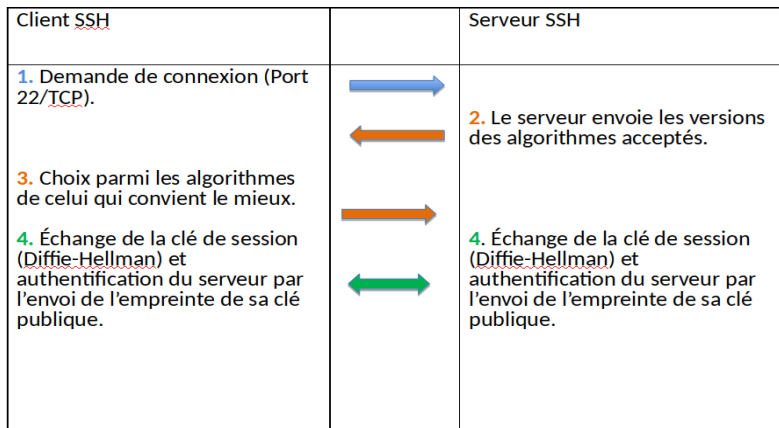 Client SSH
Serveur SSH
1. Demande de connexion (Port
22/TCP).
2. Le serveur envoie les versions
des algorithmes acceptés.
3. Choix parmi les algorithmes
de celui qui convient le mieux.
4. Échange de la clé de session
(Diffie-Hellman) et
authentification du serveur par
l’envoi de l’empreinte de sa clé
publique.
4. Échange de la clé de session
(Diffie-Hellman) et
authentification du serveur par
l’envoi de l’empreinte de sa clé
publique.